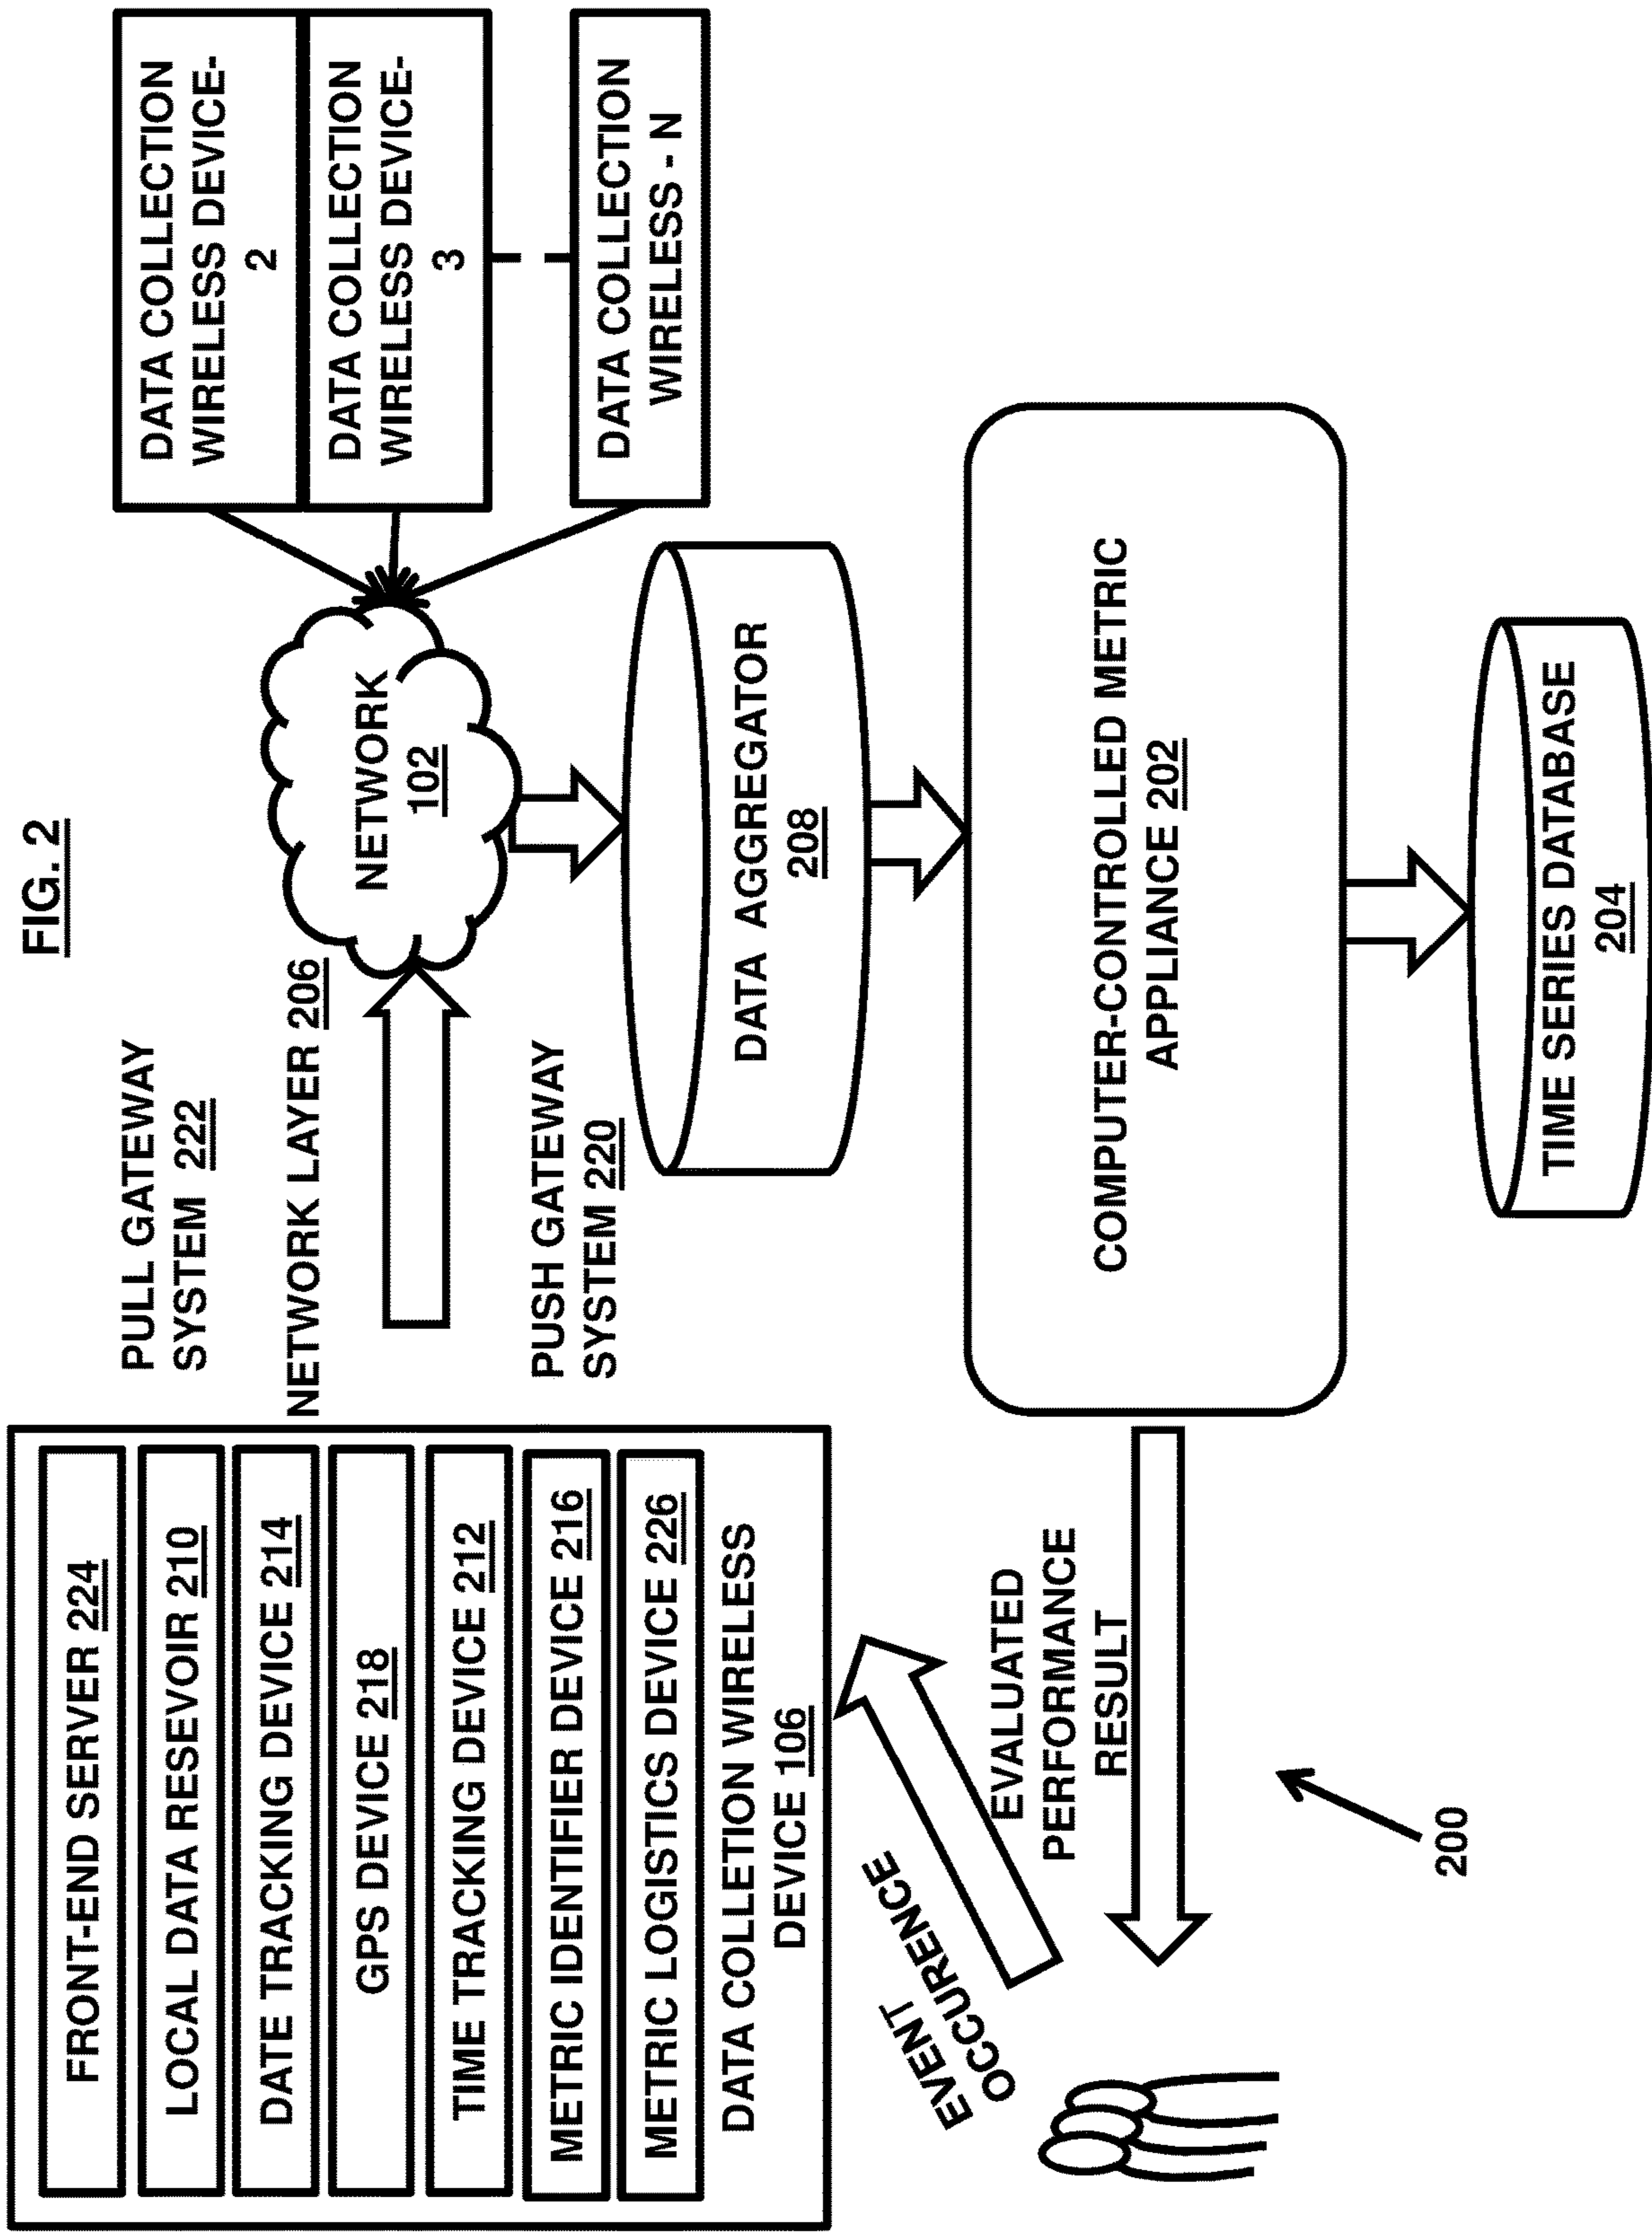 FIG. 2
FRONT-END SERVER 224
LOCAL DATA RESEVOIR 210
DATE TRACKING DEVICE 214
GPS DEVICE 218
TIME TRACKING DEVICE 212
METRIC IDENTIFIER DEVICE 216
METRIC LOGISTICS DEVICE 226
DATA COLLETION WIRELESS
DEVICE 106
PULL GATEWAY
SYSTEM 222
NETWORK LAYER 206
PUSH GATEWAY
SYSTEM 220
NETWORK
102
DATA COLLECTION
WIRELESS DEVICE-
2
DATA COLLECTION
WIRELESS DEVICE-
3
DATA COLLECTION
WIRELESS - N
DATA AGGREGATOR
208
COMPUTER-CONTROLLED METRIC
APPLIANCE 202
TIME SERIES DATABASE
204
EVENT
OCCURENCE
EVALUATED
PERFORMANCE
RESULT
200